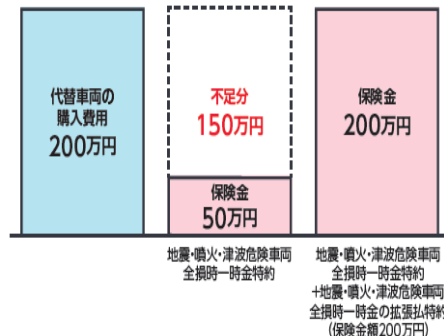 代替車両の
購入費用
200万円
不足分
150万円
保険金
50万円
保険金
200万円
地震・噴火・津波危険車両
全損時一時金特約
地震・噴火・津波危険車両
全損時一時金特約
+地震・噴火・津波危険車両
全損時一時金の拡張払特約
(保険金額200万円)